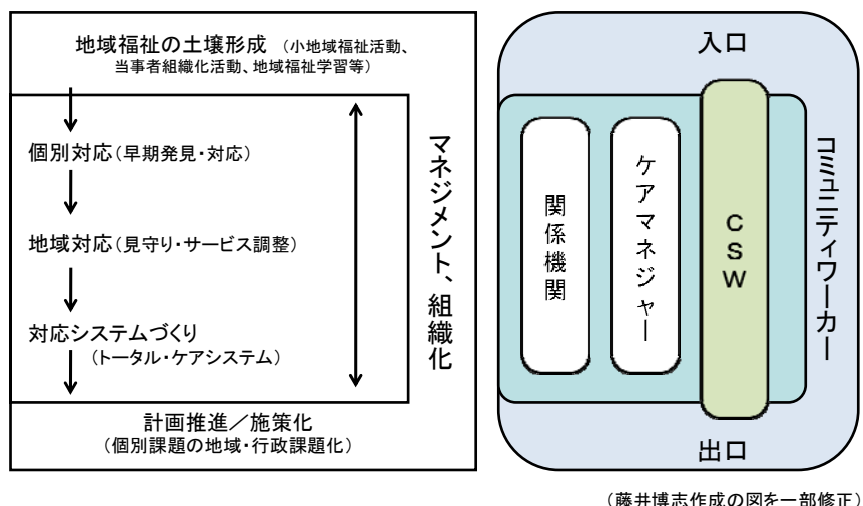 地域福祉の土壌形成 (小地域福祉活動、
当事者組織化活動、地域福祉学習等)
個別対応(早期発見・対応)
地域対応(見守り・サービス調整)
対応システムづくり
(トータル・ケアシステム)
マネジメント、組織化
計画推進／施策化
(個別課題の地域・行政課題化)
入口
関係機関
ケアマネジャー
CSW
コミュニティワーカー
出口
(藤井博志作成の図を一部修正)